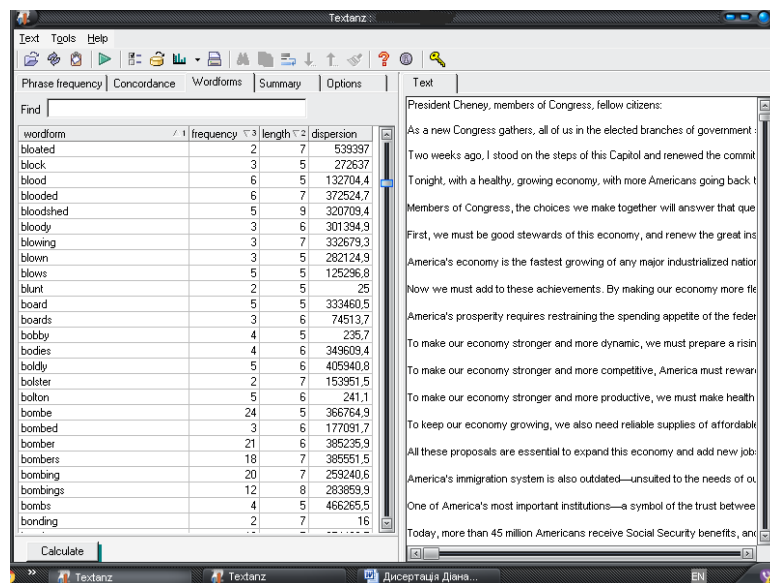 Textanz :
Text Tools Help
Phrase frequency Concordance Wordforms Summary Options
Find
wordform 1 frequency 3 length 2 dispersion
bloated 2 7 539397
block 3 5 272637
blood 6 5 132704,4
blooded 6 7 372524,7
bloodshed 5 9 320709,4
bloody 3 6 301394,9
blowing 3 7 332679,3
blown 3 5 282124,9
blows 5 5 125296,8
blunt 2 5 25
board 5 5 333460,5
boards 3 6 74513,7
bobby 4 5 235,7
bodies 4 6 349609,4
boldly 5 6 405940,8
bolster 2 7 153951,5
bolton 5 6 241,1
bombe 24 5 366764,9
bombed 3 6 177091,7
bomber 21 6 385235,9
bombers 18 7 385551,5
bombing 20 7 259240,6
bombings 12 8 283859,9
bombs 4 5 466265,5
bonding 2 7 16
Calculate
Text
President Cheney, members of Congress, fellow citizens:
As a new Congress gathers, all of us in the elected branches of government
Two weeks ago, I stood on the steps of this Capitol and renewed the commit
Tonight, with a healthy, growing economy, with more Americans going back t
Members of Congress, the choices we make together will answer that que
First, we must be good stewards of this economy, and renew the great ins
America's economy is the fastest growing of any major industrialized nation
Now we must add to these achievements. By making our economy more fle
America's prosperity requires restraining the spending appetite of the feder
To make our economy stronger and more dynamic, we must prepare a risin
To make our economy stronger and more competitive, America must rewar
To make our economy stronger and more productive, we must make health
To keep our economy growing, we also need reliable supplies of affordable
All these proposals are essential to expand this economy and add new job
America's immigration system is also outdated—unsuited to the needs of ou
One of America's most important institutions—a symbol of the trust betwee
Today, more than 45 million Americans receive Social Security benefits, and
» Textanz Textanz Дисертація Діана... EN